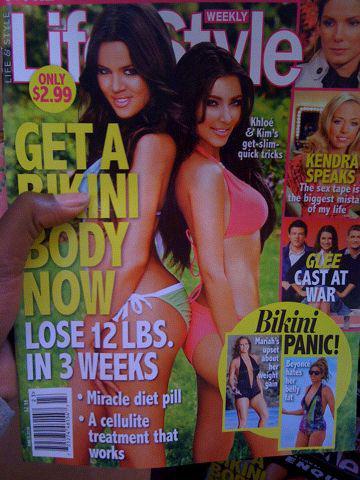 LIFE & STYLE
WEEKLY
Life Style
ONLY
$2.99
GET A
BIKINI
BODY
NOW
LOSE 12 LBS.
IN 3 WEEKS
• Miracle diet pill
• A cellulite
treatment that
works
Khloé
& Kim's
get-slim-
quick tricks
KENDRA
SPEAKS
The sex tape is
the biggest mista
of my life
GLEE
CAST AT
WAR
Bikini
PANIC!
Mariah's
upset
about
her
weight
gain
Beyoncé
hates
her
belly
fat
BIKINI